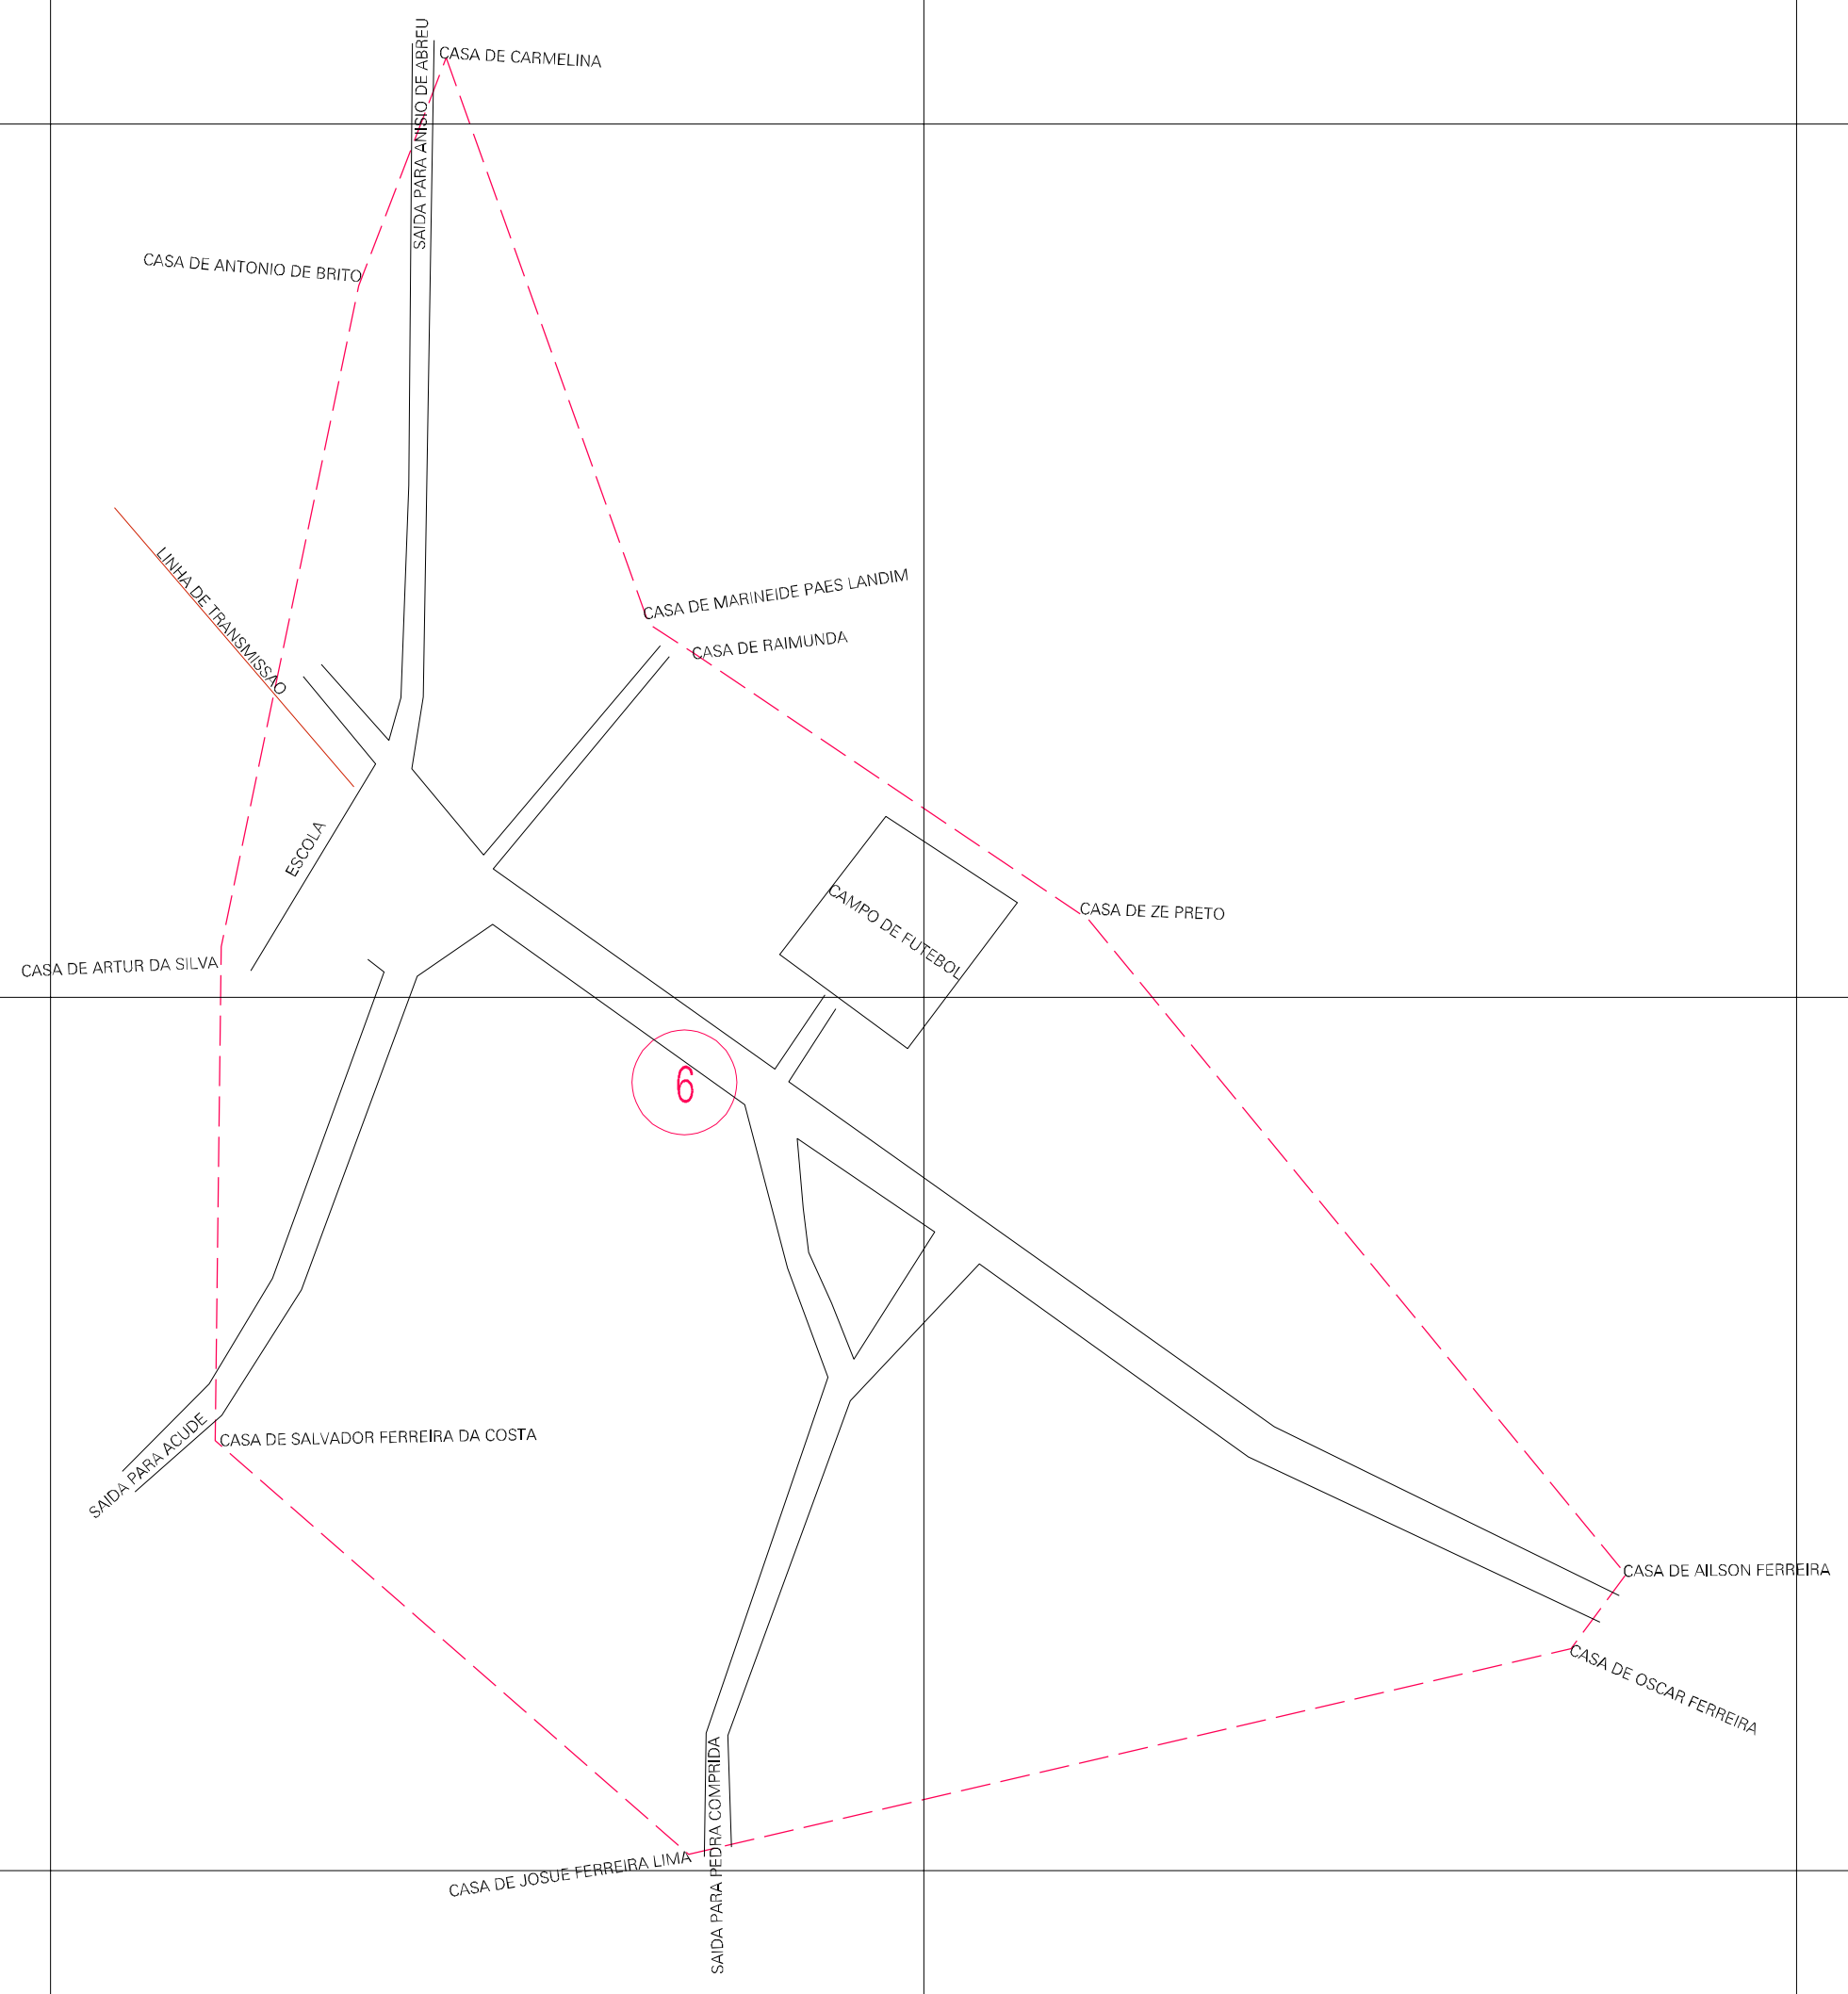 SAIDA PARA ANISIO DE ABREU
CASA DE CARMELINA
CASA DE ANTONIO DE BRITO
LINHA DE TRANSMISSAO
CASA DE MARINEIDE PAES LANDIM
CASA DE RAIMUNDA
ESCOLA
CAMPO DE FUTEBOL
CASA DE ZE PRETO
CASA DE ARTUR DA SILVA
6
SAIDA PARA ACUDE
CASA DE SALVADOR FERREIRA DA COSTA
CASA DE AILSON FERREIRA
CASA DE OSCAR FERREIRA
CASA DE JOSUE FERREIRA LIMA
SAIDA PARA PEDRA COMPRIDA